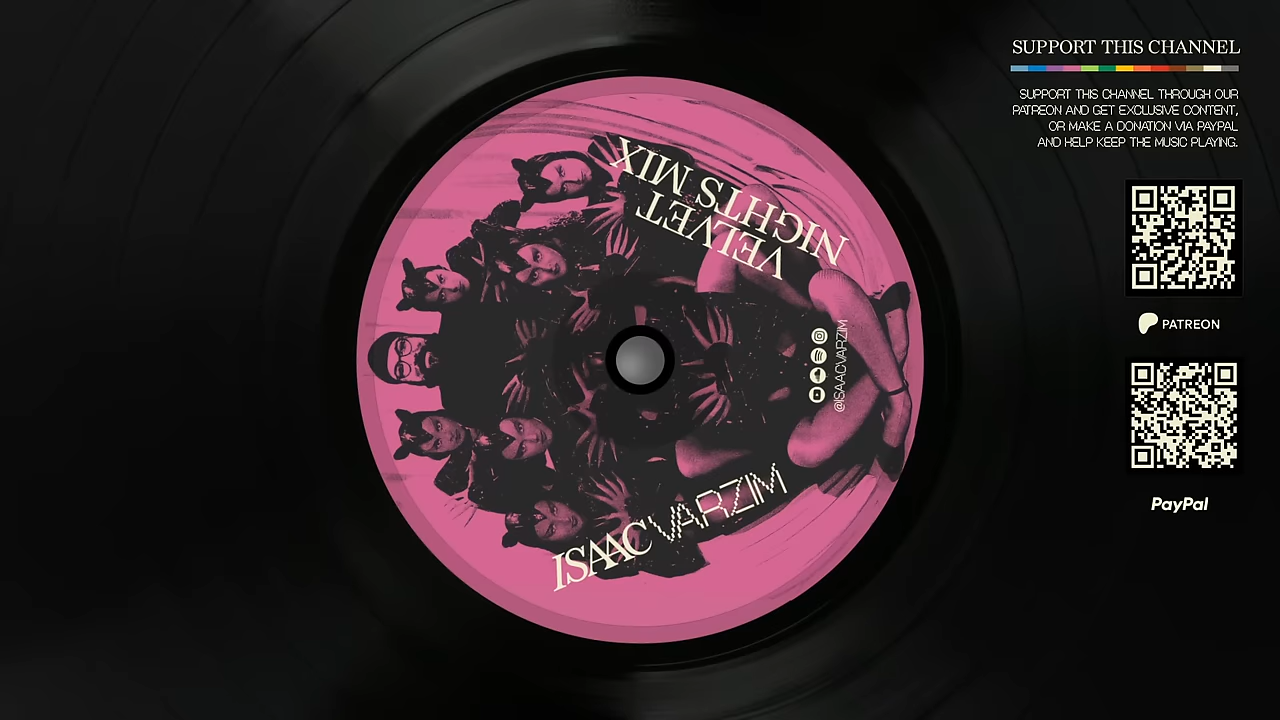 SUPPORT THIS CHANNEL
SUPPORT THIS CHANNEL THROUGH OUR
PATREON AND GET EXCLUSIVE CONTENT,
OR MAKE A DONATION VIA PAYPAL
AND HELP KEEP THE MUSIC PLAYING.
PATREON
PayPal
VELVET
NIGHTS MIX
@ISAACVARZIM
ISAAC VARZIM